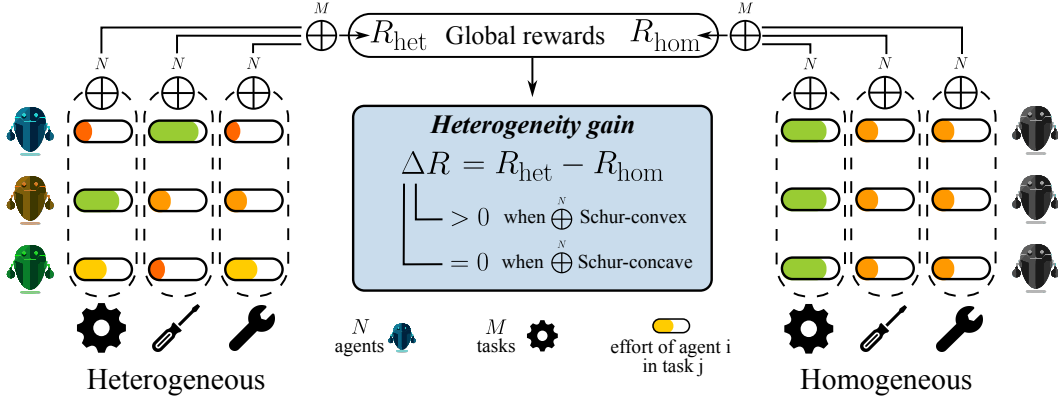 M
R_het Global rewards R_hom
M
N N N
N N N
Heterogeneity gain
ΔR = R_het − R_hom
> 0 when ⨁ᴺ Schur-convex
= 0 when ⨁ᴺ Schur-concave
N
agents
M
tasks
effort of agent i
in task j
Heterogeneous
Homogeneous